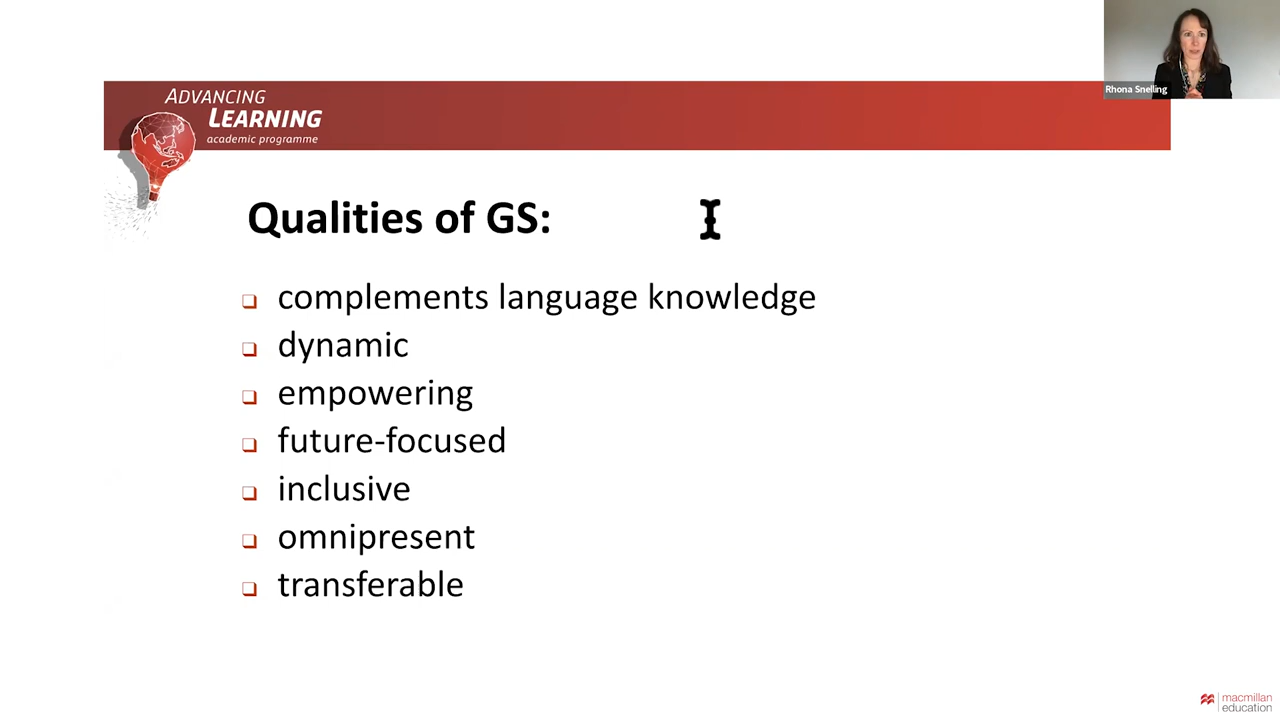 Rhona Snelling
ADVANCING
LEARNING
academic programme
Qualities of GS:
complements language knowledge
dynamic
empowering
future-focused
inclusive
omnipresent
transferable
macmillan
education